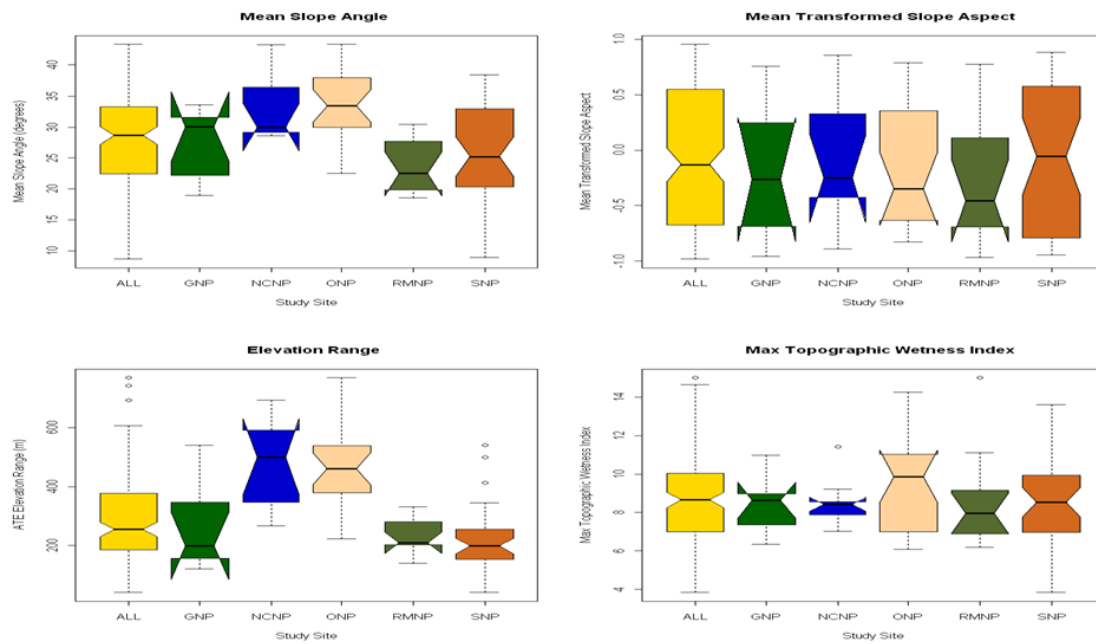 Mean Slope Angle
Mean Slope Angle (degrees)
40
35
30
25
20
15
10
ALL GNP NCNP ONP RMNP SNP
Study Site
Mean Transformed Slope Aspect
Mean Transformed Slope Aspect
1.0
0.5
0.0
-0.5
-1.0
ALL GNP NCNP ONP RMNP SNP
Study Site
Elevation Range
ATE Elevation Range (m)
600
400
200
ALL GNP NCNP ONP RMNP SNP
Study Site
Max Topographic Wetness Index
Max Topographic Wetness Index
14
12
10
8
6
4
ALL GNP NCNP ONP RMNP SNP
Study Site